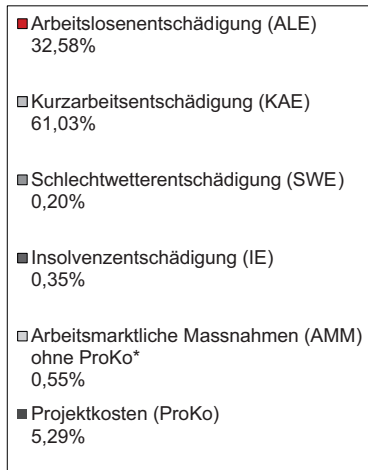 Arbeitslosenentschädigung (ALE)
32,58%
Kurzarbeitsentschädigung (KAE)
61,03%
Schlechtwetterentschädigung (SWE)
0,20%
Insolvenzentschädigung (IE)
0,35%
Arbeitsmarktliche Massnahmen (AMM)
ohne ProKo*
0,55%
Projektkosten (ProKo)
5,29%